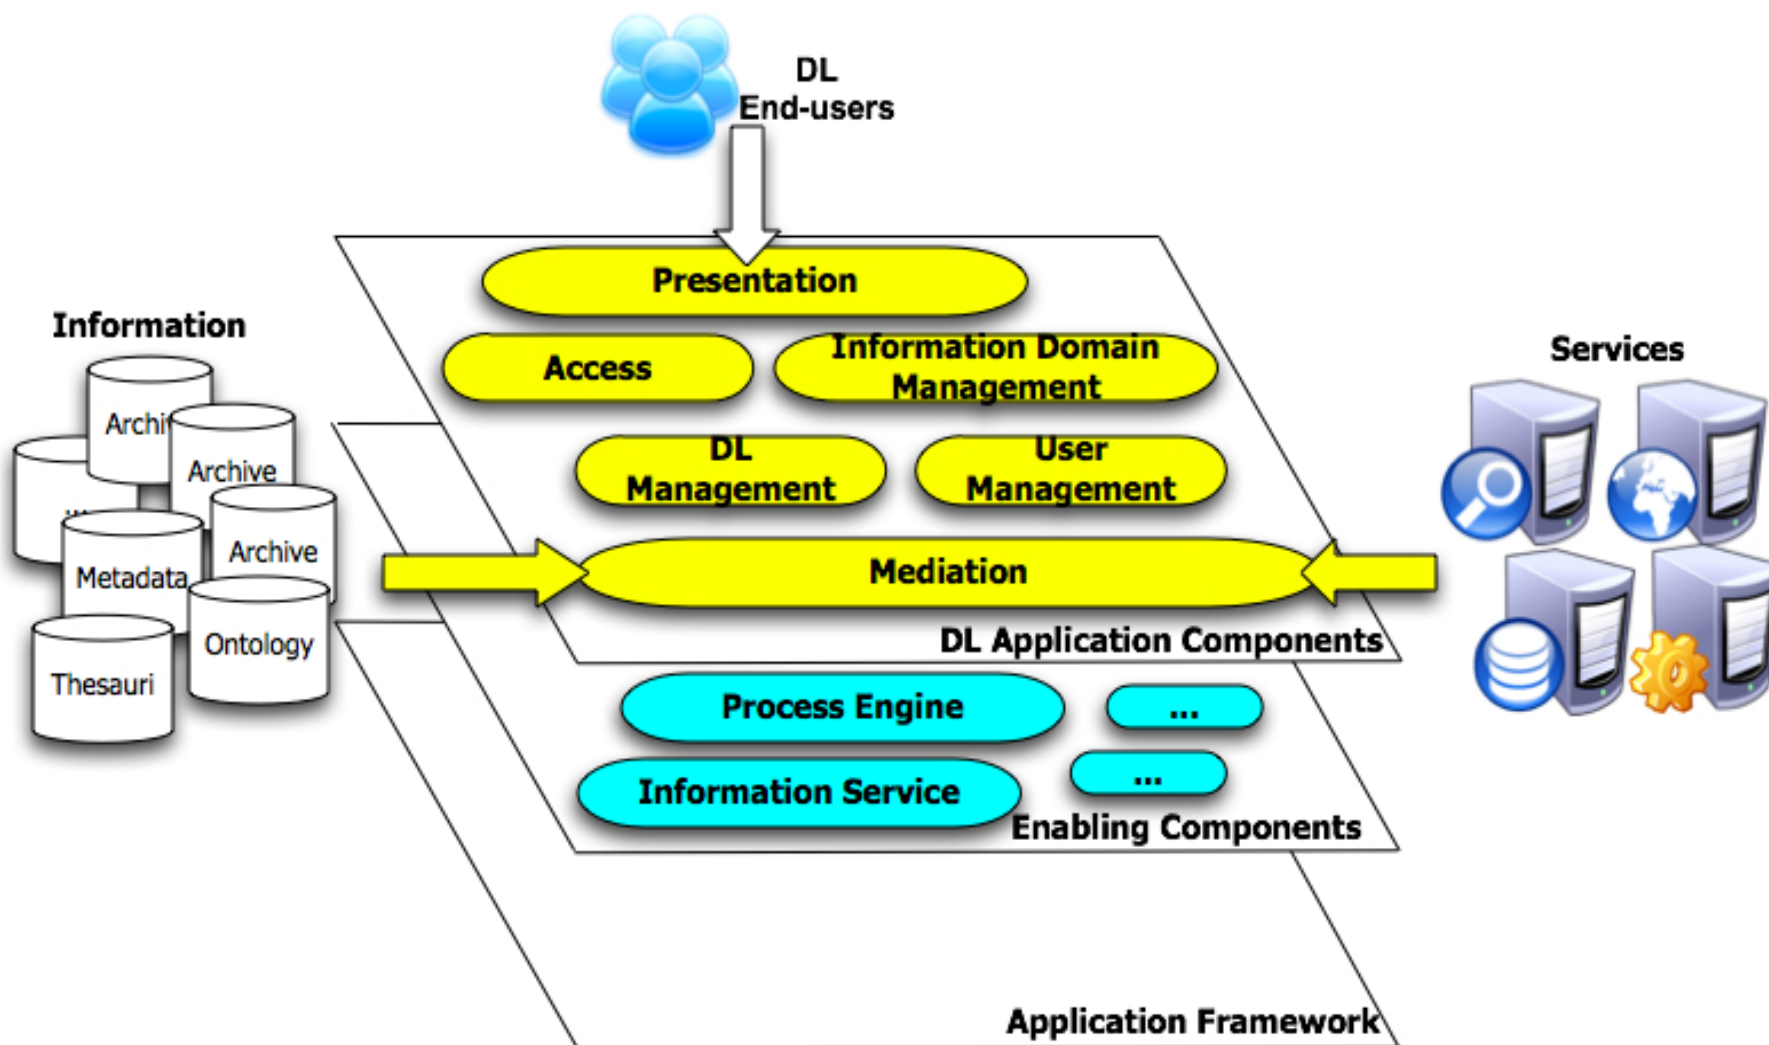 DL
End-users
Presentation
Information
Access
Information Domain
Management
Services
Archive
Archive
DL
Management
User
Management
...
Archive
Metadata
Mediation
Ontology
DL Application Components
Thesauri
Process Engine
...
Information Service
...
Enabling Components
Application Framework